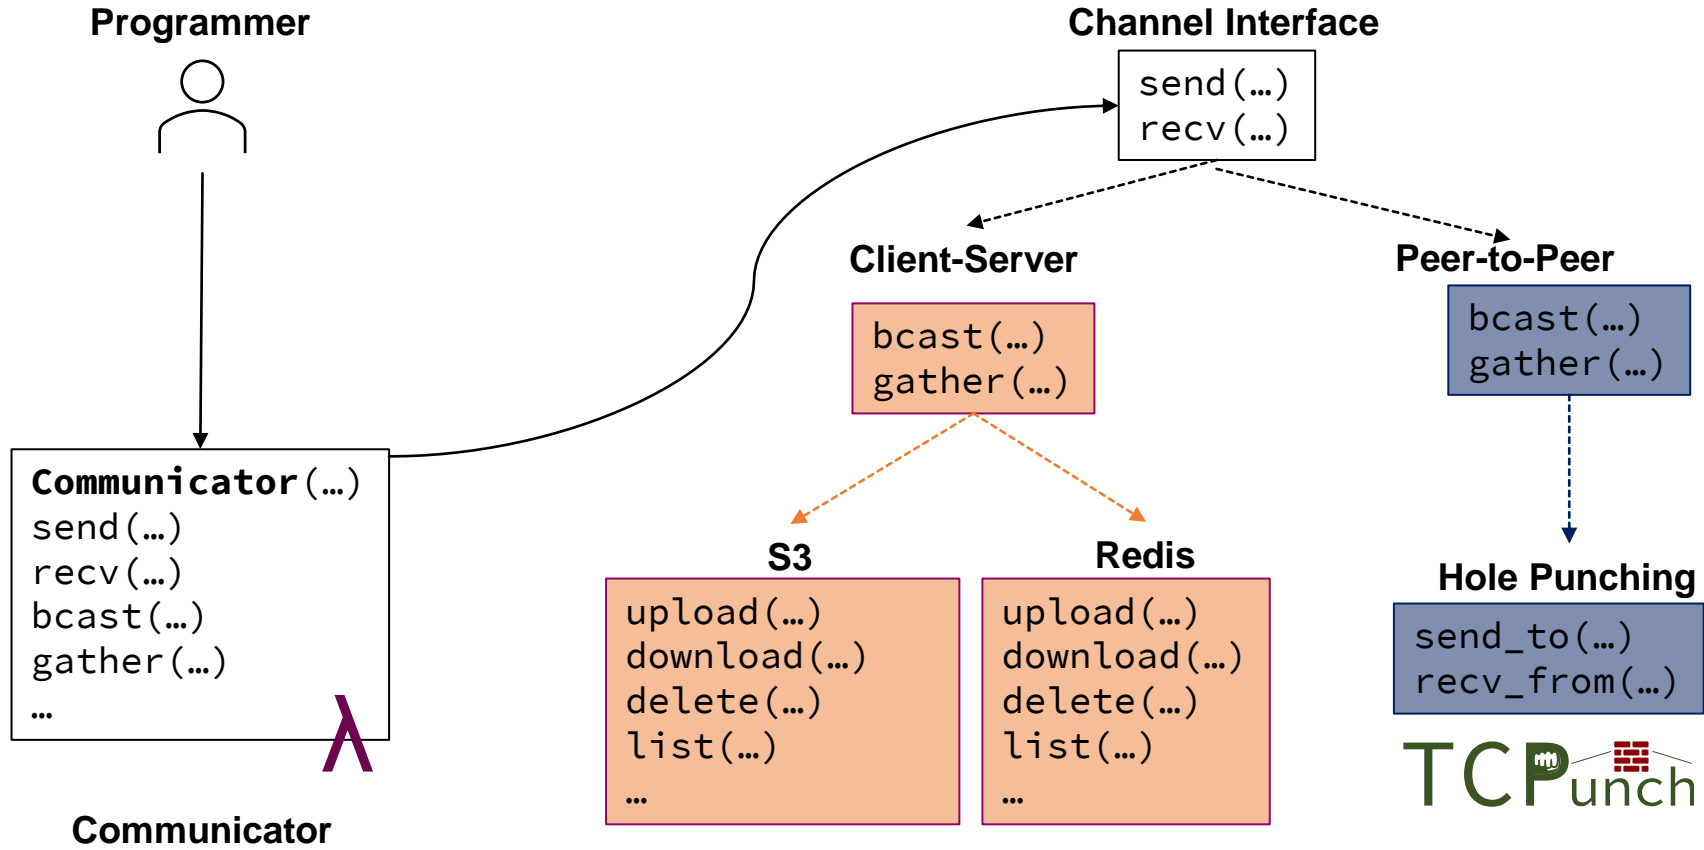 Programmer
Communicator(…)
send(…)
recv(…)
bcast(…)
gather(…)
…
λ
Communicator
Channel Interface
send(…)
recv(…)
Client-Server
bcast(…)
gather(…)
Peer-to-Peer
bcast(…)
gather(…)
S3
upload(…)
download(…)
delete(…)
list(…)
…
Redis
upload(…)
download(…)
delete(…)
list(…)
…
Hole Punching
send_to(…)
recv_from(…)
TCPunch